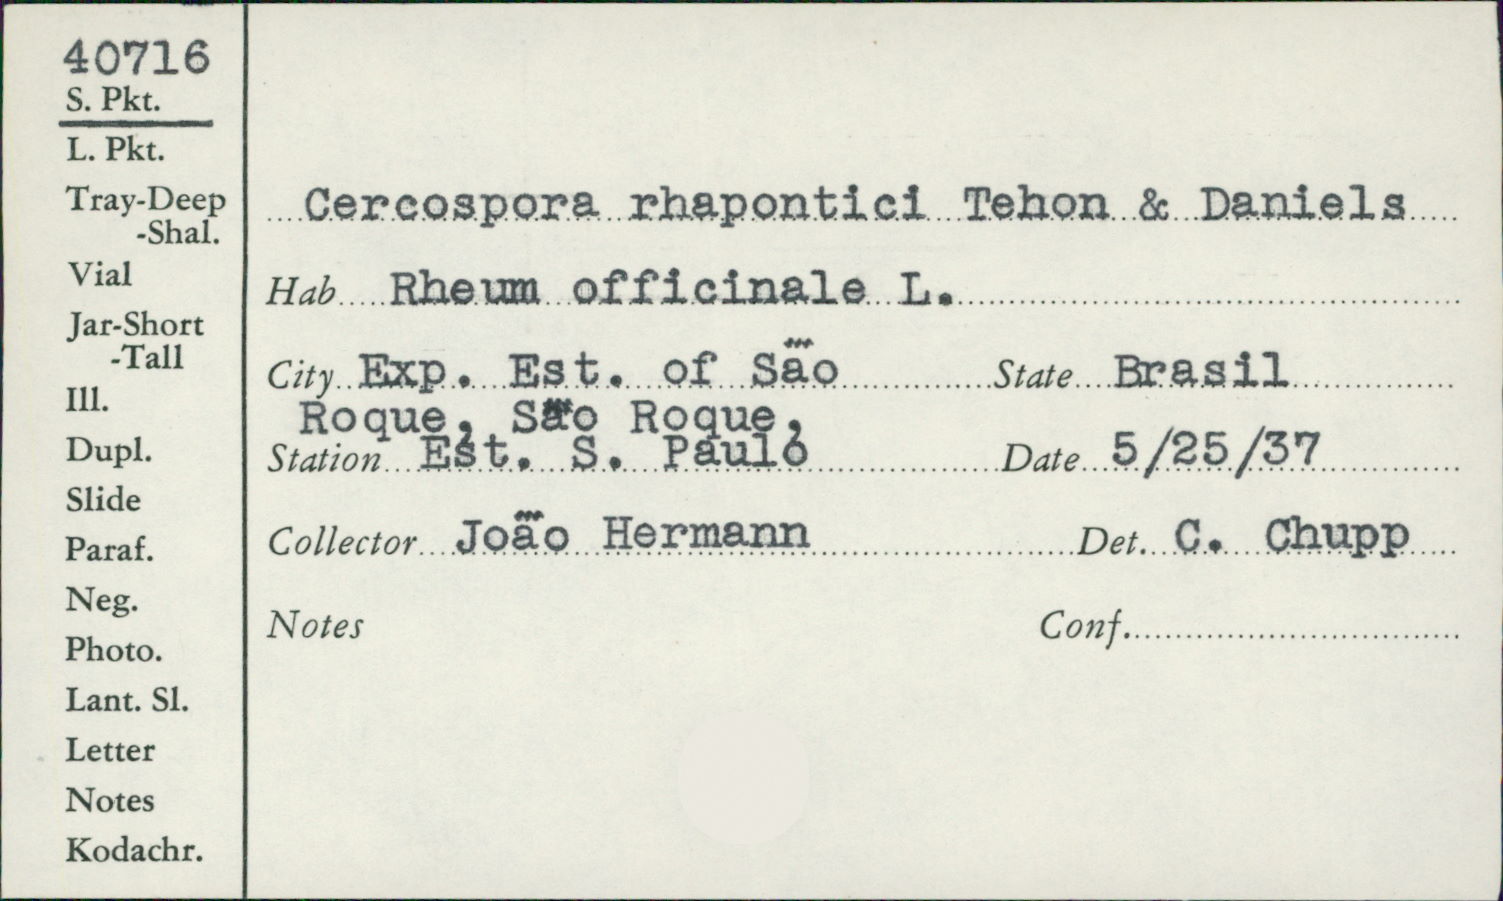 40716
S. Pkt.
L. Pkt.
Tray-Deep
-Shal.
Vial
Jar-Short
-Tall
Ill.
Dupl.
Slide
Paraf.
Neg.
Photo.
Lant. Sl.
Letter
Notes
Kodachr.
Cercospora rhapontici Tehon & Daniels
Hab Rheum officinale L.
City Exp. Est. of São State Brasil
Roque, São Roque,
Station Est. S. Paulo Date 5/25/37
Collector João Hermann Det. C. Chupp
Notes Conf.